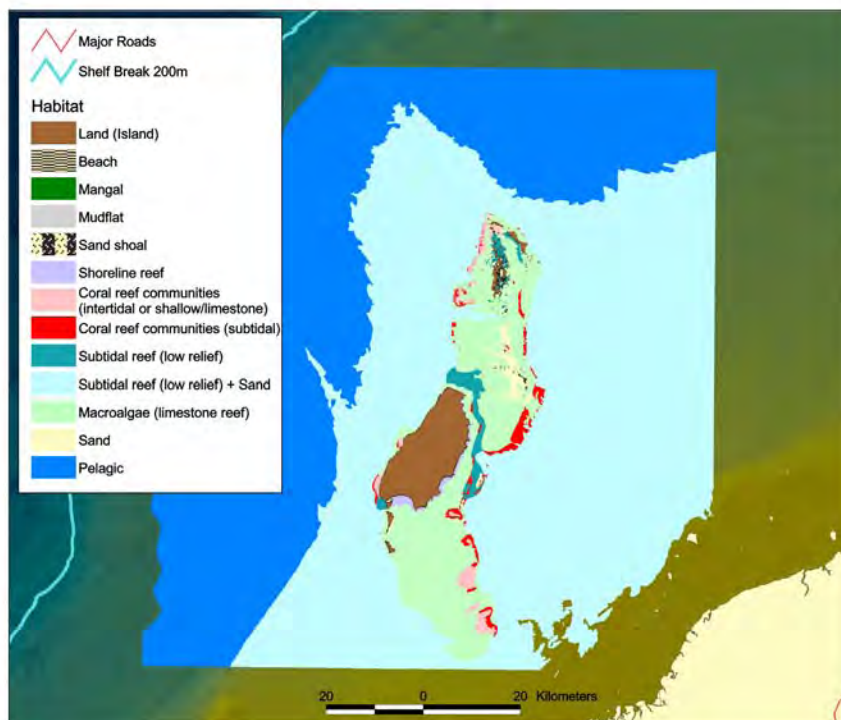 Major Roads
Shelf Break 200m
Habitat
Land (Island)
Beach
Mangal
Mudflat
Sand shoal
Shoreline reef
Coral reef communities
(intertidal or shallow/limestone)
Coral reef communities (subtidal)
Subtidal reef (low relief)
Subtidal reef (low relief) + Sand
Macroalgae (limestone reef)
Sand
Pelagic
20 0 20 Kilometers